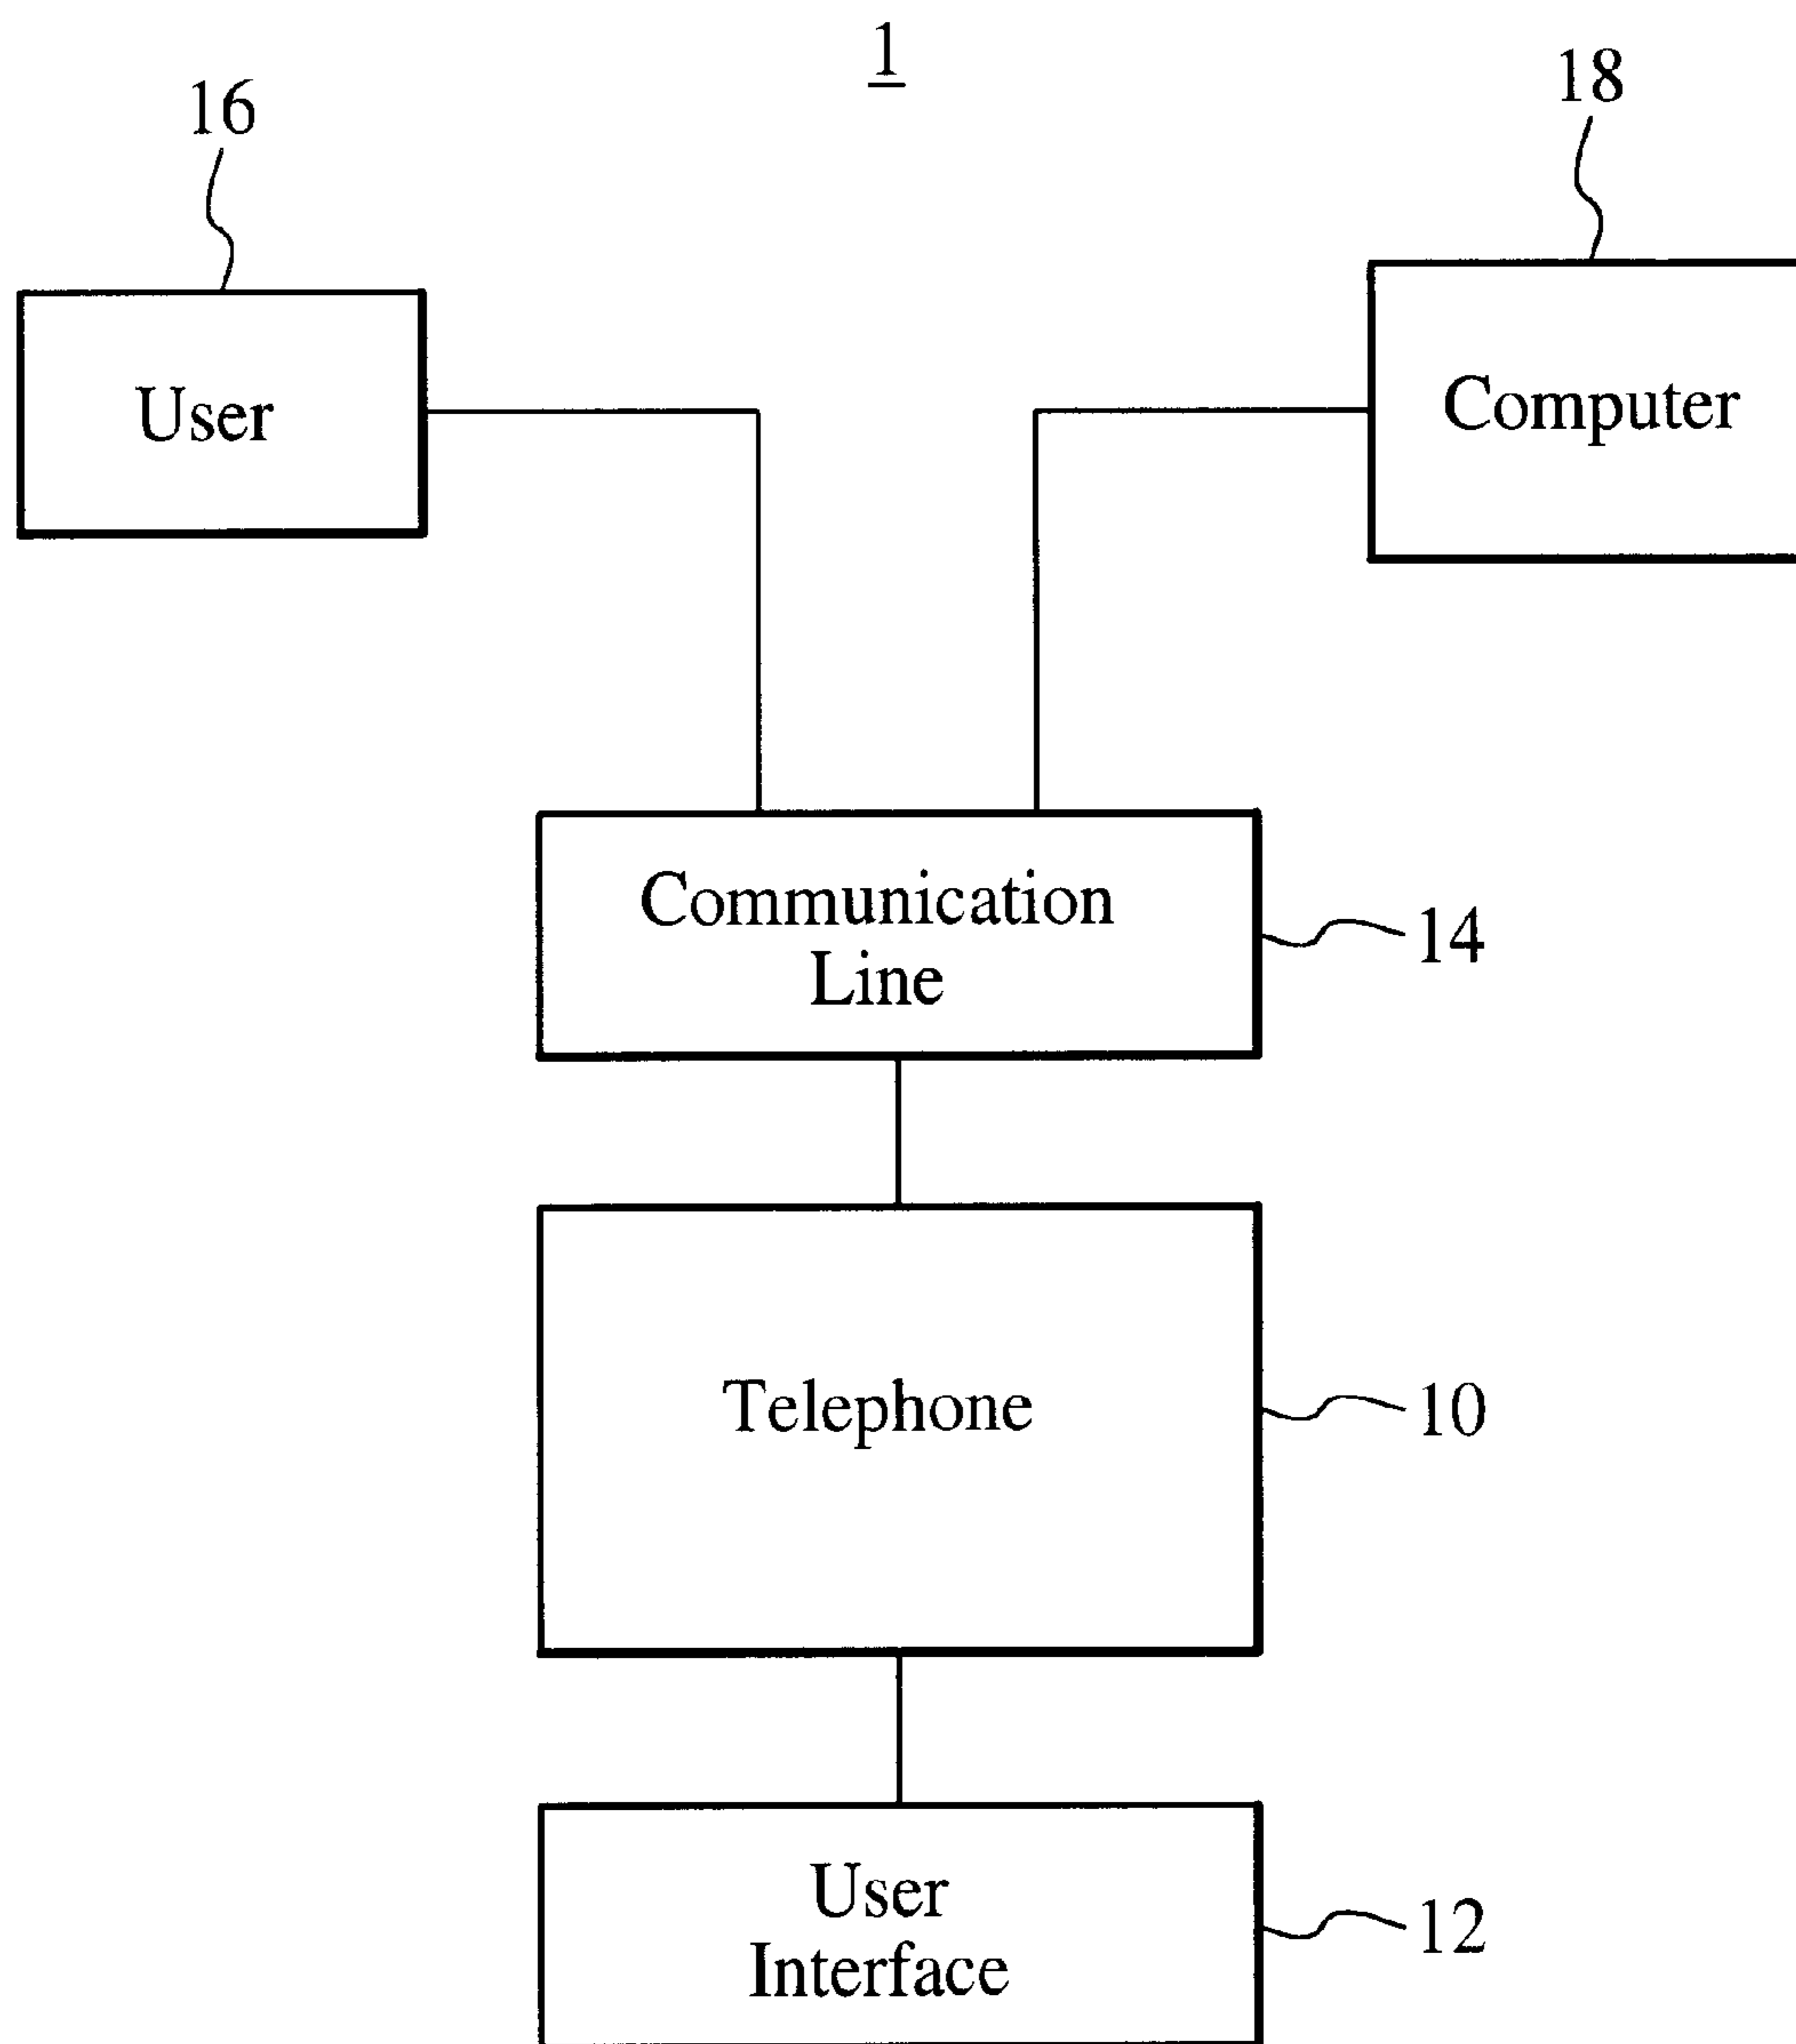 1
16
18
User
Computer
Communication
Line
14
Telephone
10
User
Interface
12